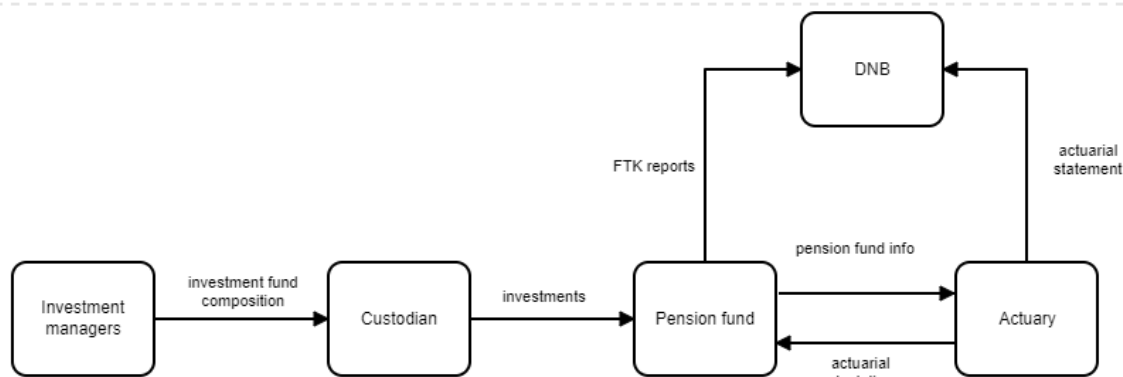 DNB
FTK reports
actuarial
statement
pension fund info
investment fund
composition
investments
Investment
managers
Custodian
Pension fund
Actuary
actuarial